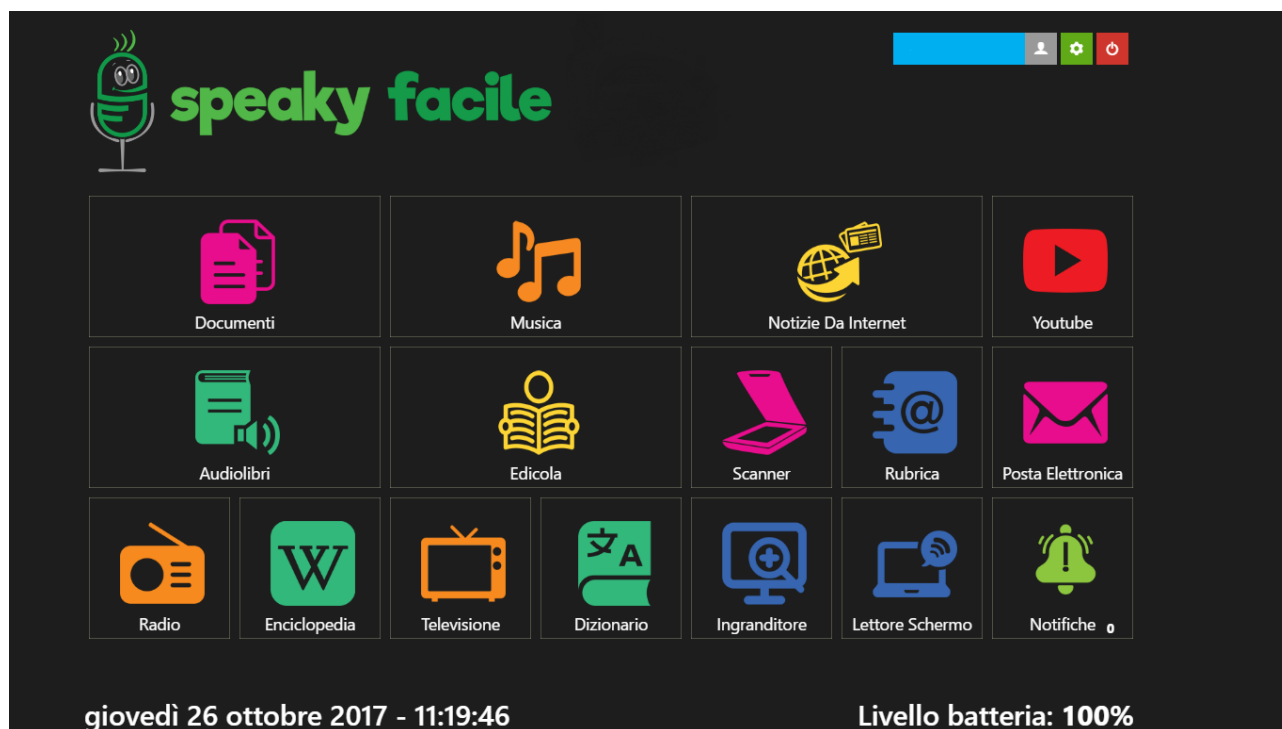 speaky facile
Documenti
Musica
Notizie Da Internet
Youtube
Audiolibri
Edicola
Scanner
Rubrica
Posta Elettronica
Radio
Enciclopedia
Televisione
Dizionario
Ingranditore
Lettore Schermo
Notifiche 0
giovedì 26 ottobre 2017 - 11:19:46
Livello batteria: 100%